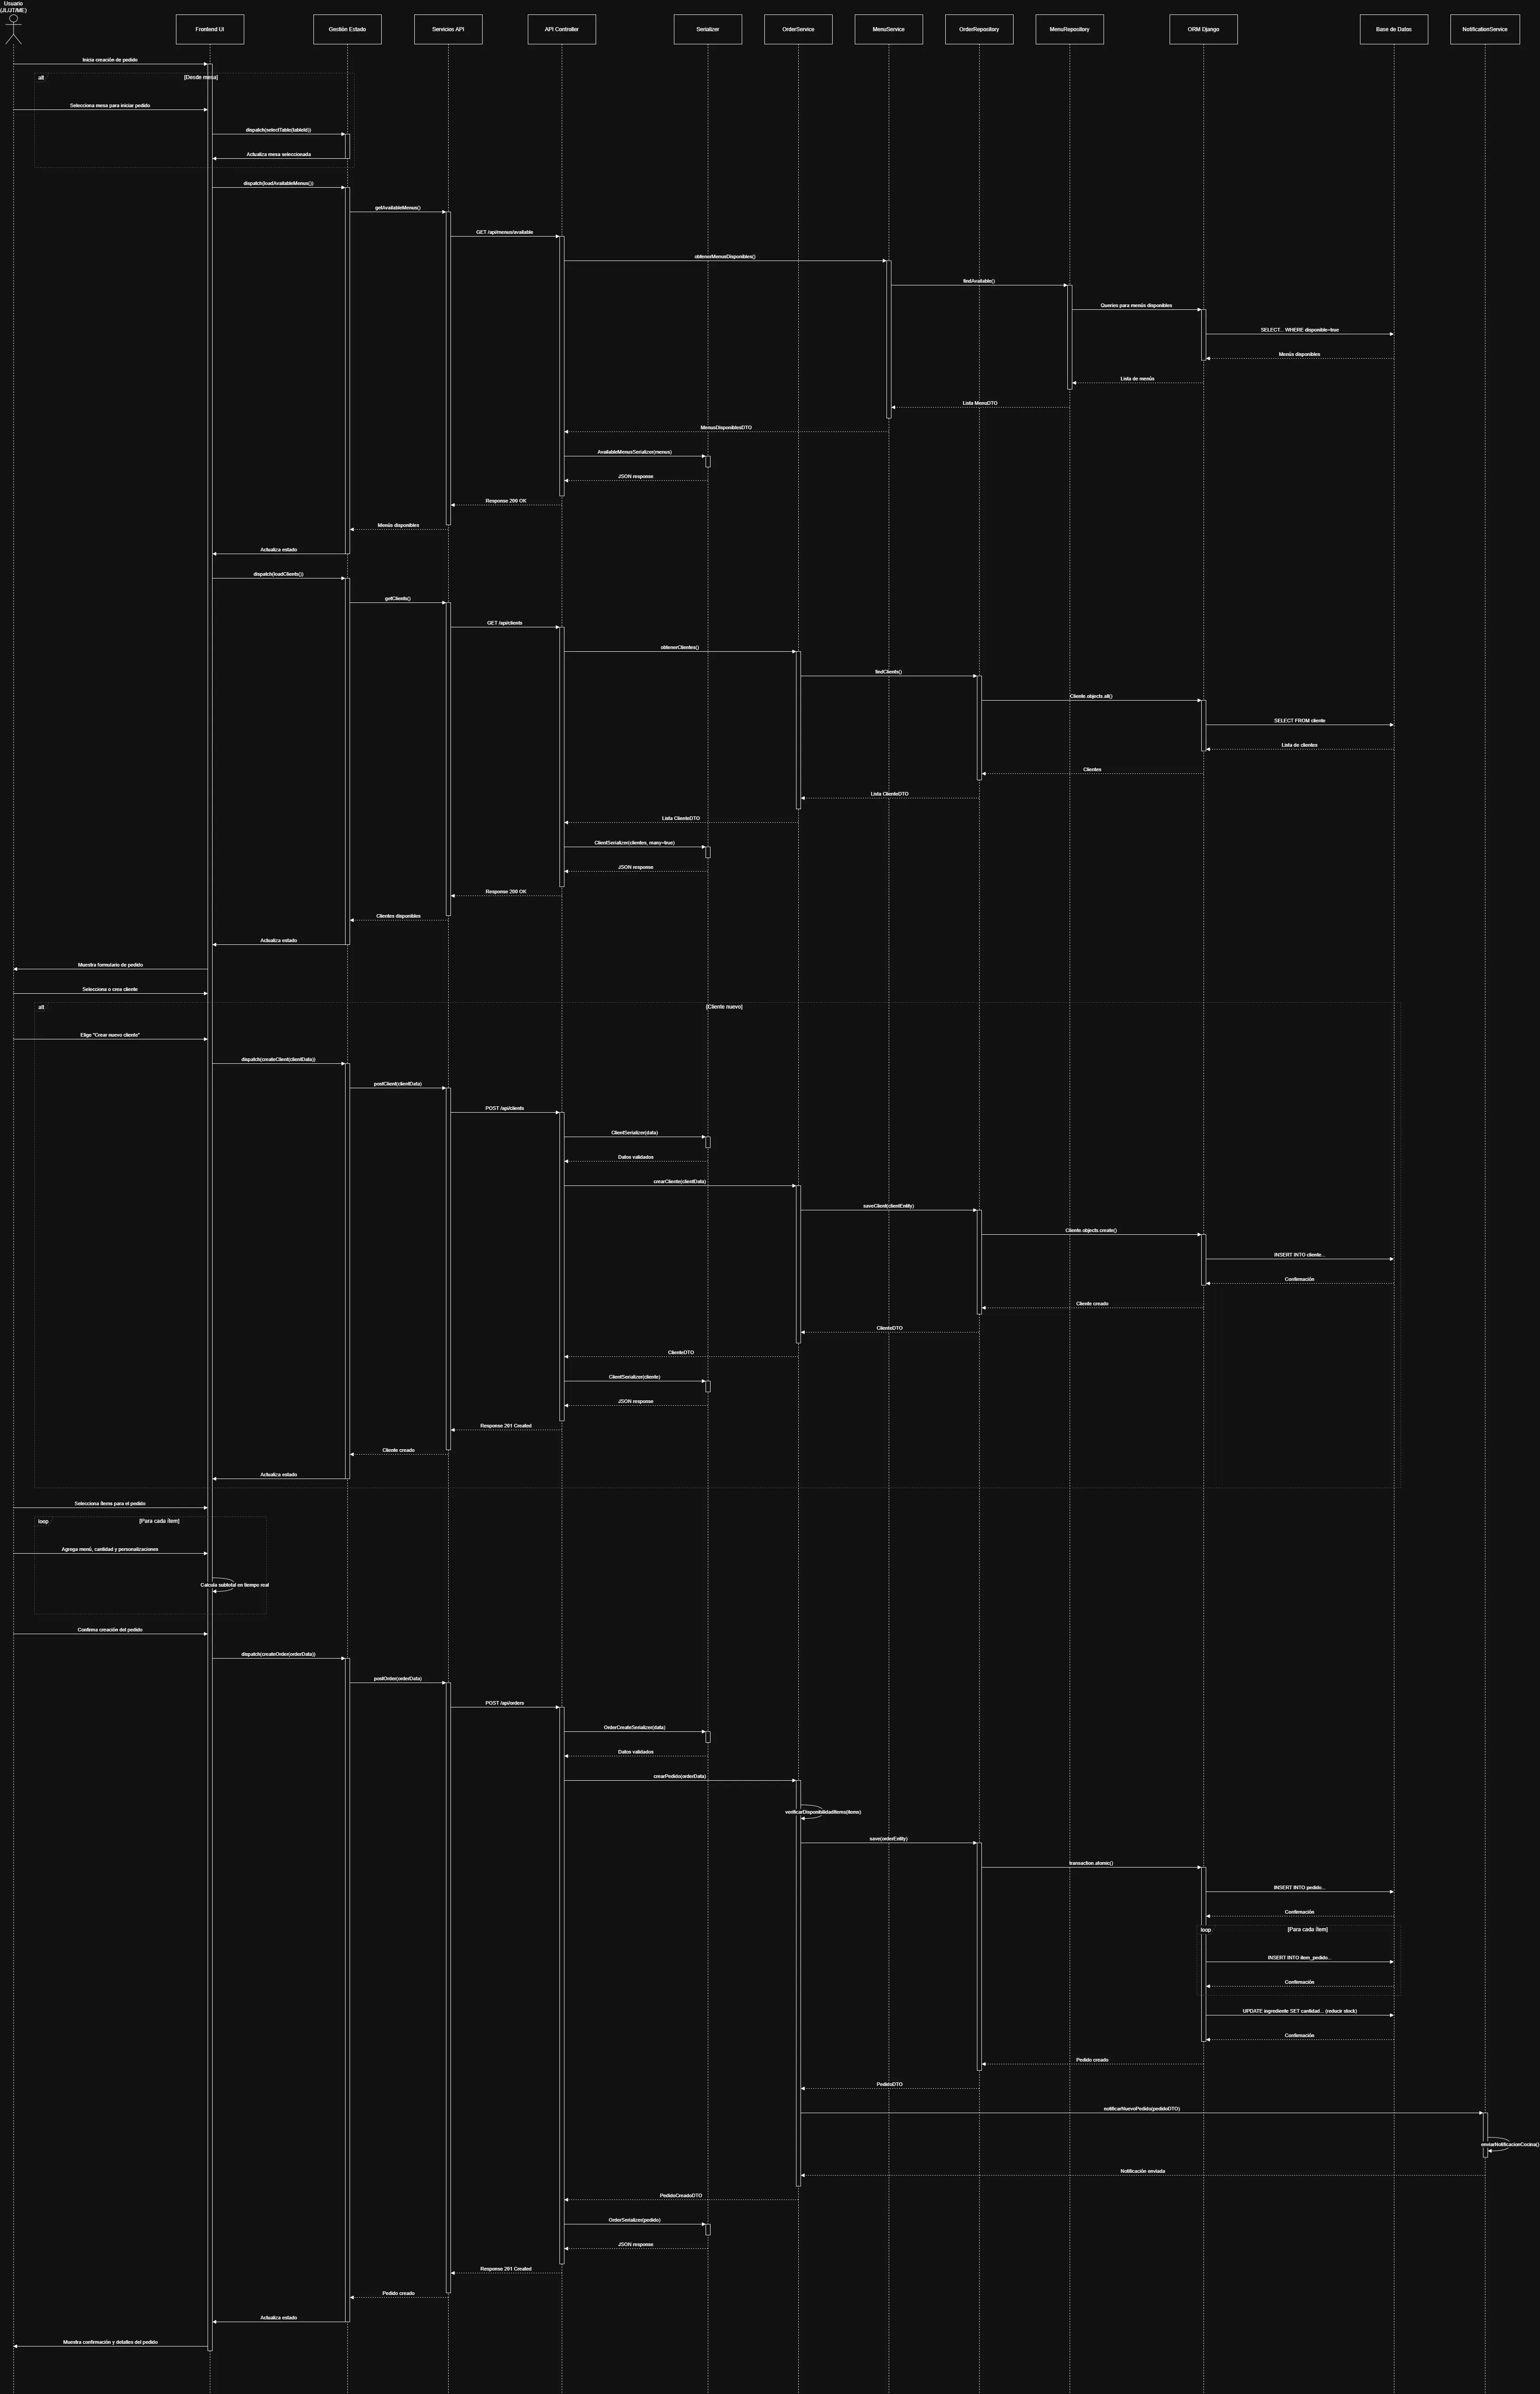 Usuario
(JL/JT/ME)
Frontend UI
Gestión Estado
Servicios API
API Controller
Serializer
OrderService
MenuService
OrderRepository
MenuRepository
ORM Django
Base de Datos
NotificationService
Inicia creación de pedido
alt
[Desde mesa]
Selecciona mesa para iniciar pedido
dispatch(selectTable(tableId))
Actualiza mesa seleccionada
dispatch(loadAvailableMenus())
getAvailableMenus()
GET /api/menus/available
obtenerMenusDisponibles()
findAvailable()
Queries para menús disponibles
SELECT... WHERE disponible=true
Menús disponibles
Lista de menús
Lista MenuDTO
MenusDisponiblesDTO
AvailableMenusSerializer(menus)
JSON response
Response 200 OK
Menús disponibles
Actualiza estado
dispatch(loadClients())
getClients()
GET /api/clients
obtenerClientes()
findClients()
Cliente.objects.all()
SELECT FROM cliente
Lista de clientes
Clientes
Lista ClienteDTO
Lista ClienteDTO
ClientSerializer(clientes, many=true)
JSON response
Response 200 OK
Clientes disponibles
Actualiza estado
Muestra formulario de pedido
Selecciona o crea cliente
alt
[Cliente nuevo]
Elige "Crear nuevo cliente"
dispatch(createClient(clientData))
postClient(clientData)
POST /api/clients
ClientSerializer(data)
Datos validados
crearCliente(clientData)
saveClient(clientEntity)
Cliente.objects.create()
INSERT INTO cliente...
Confirmación
Cliente creado
ClienteDTO
ClienteDTO
ClientSerializer(cliente)
JSON response
Response 201 Created
Cliente creado
Actualiza estado
Selecciona ítems para el pedido
loop
[Para cada ítem]
Agrega menú, cantidad y personalizaciones
Calcula subtotal en tiempo real
Confirma creación del pedido
dispatch(createOrder(orderData))
postOrder(orderData)
POST /api/orders
OrderCreateSerializer(data)
Datos validados
crearPedido(orderData)
verificarDisponibilidadItems(items)
save(orderEntity)
transaction.atomic()
INSERT INTO pedido...
Confirmación
loop
[Para cada ítem]
INSERT INTO item_pedido...
Confirmación
UPDATE ingrediente SET cantidad... (reducir stock)
Confirmación
Pedido creado
PedidoDTO
notificarNuevoPedido(pedidoDTO)
enviarNotificacionCocina()
Notificación enviada
PedidoCreadoDTO
OrderSerializer(pedido)
JSON response
Response 201 Created
Pedido creado
Actualiza estado
Muestra confirmación y detalles del pedido